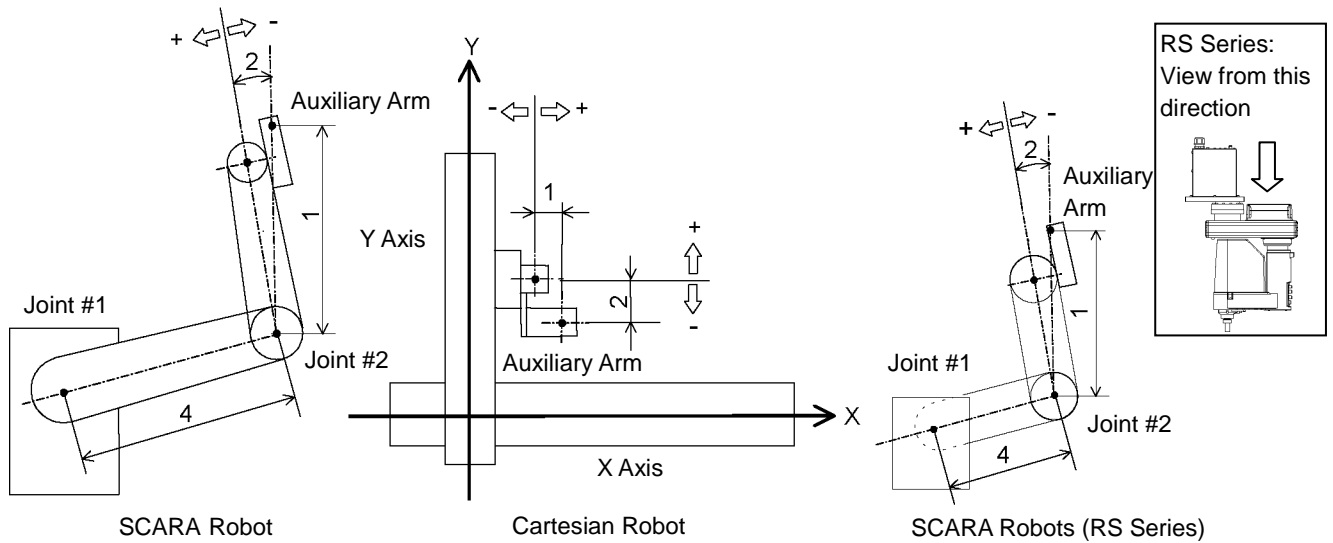 +
-
2
Auxiliary Arm
1
Joint #1
Joint #2
4
SCARA Robot
Y
-
+
1
Y Axis
+
2
-
Auxiliary Arm
X
X Axis
Cartesian Robot
+
-
2
Auxiliary
Arm
1
Joint #1
Joint #2
4
SCARA Robots (RS Series)
RS Series:
View from this
direction